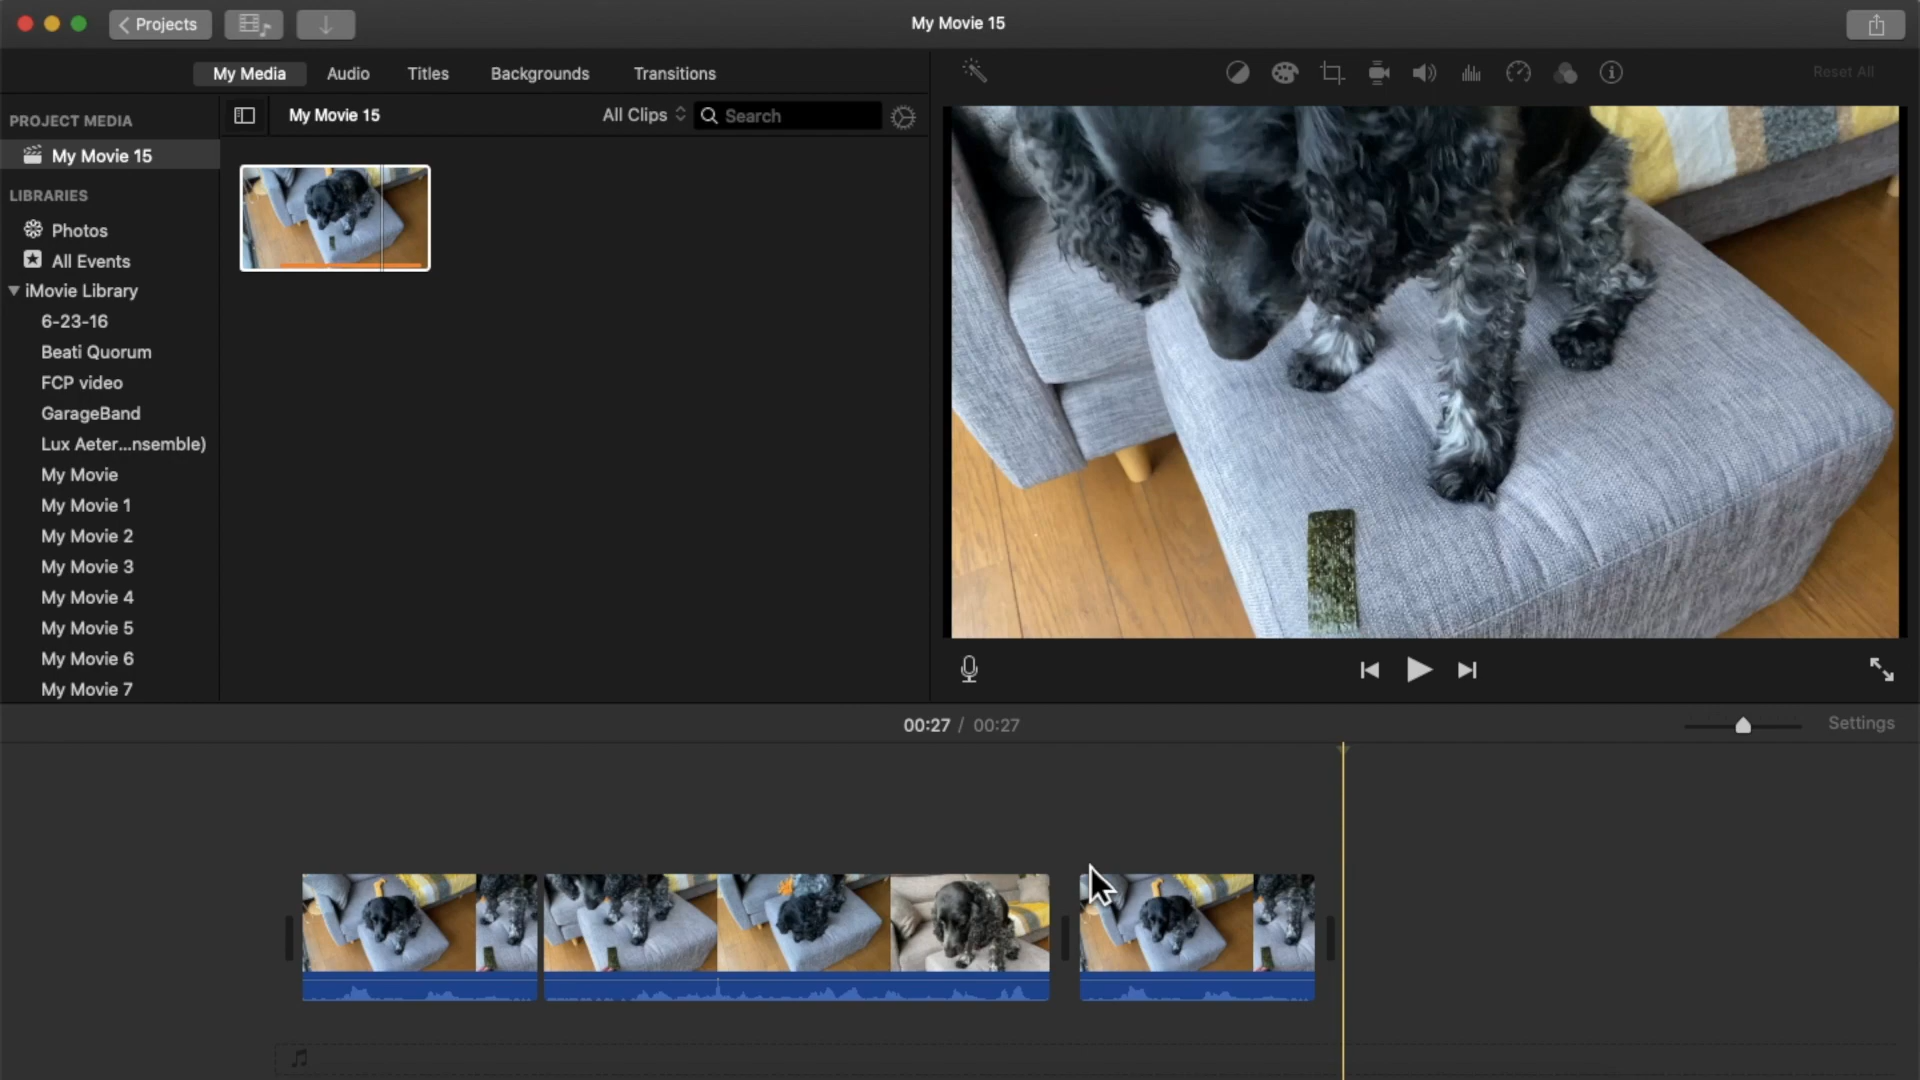 Projects
My Movie 15
My Media
Audio
Titles
Backgrounds
Transitions
Reset All
PROJECT MEDIA
My Movie 15
LIBRARIES
Photos
All Events
iMovie Library
6-23-16
Beati Quorum
FCP video
GarageBand
Lux Aeter...nsemble)
My Movie
My Movie 1
My Movie 2
My Movie 3
My Movie 4
My Movie 5
My Movie 6
My Movie 7
My Movie 15
All Clips
Search
00:27 / 00:27
Settings